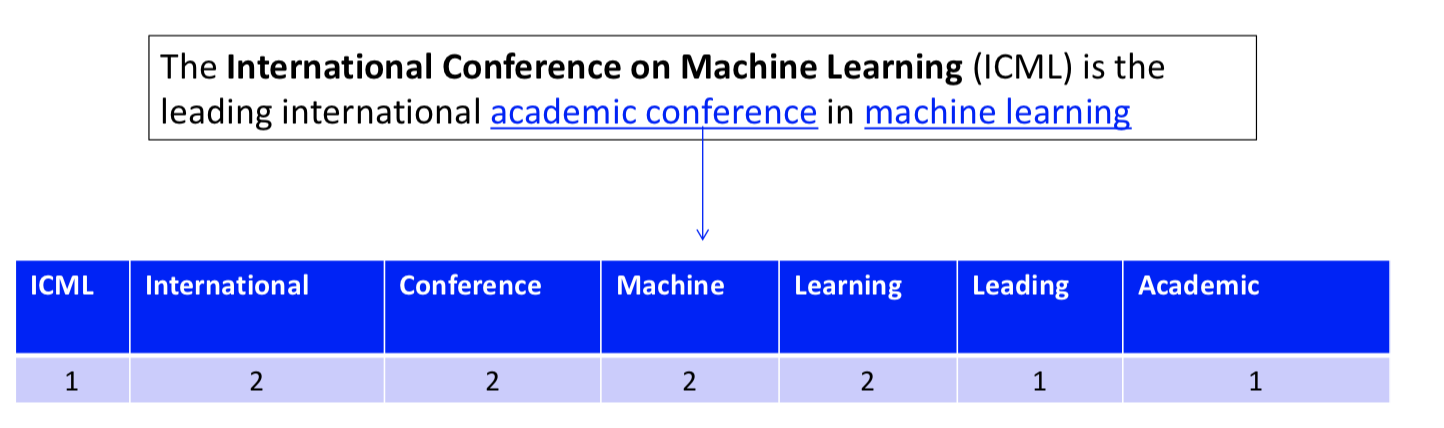 The International Conference on Machine Learning (ICML) is the
leading international academic conference in machine learning
ICML International Conference Machine Learning Leading Academic
1 2 2 2 2 1 1